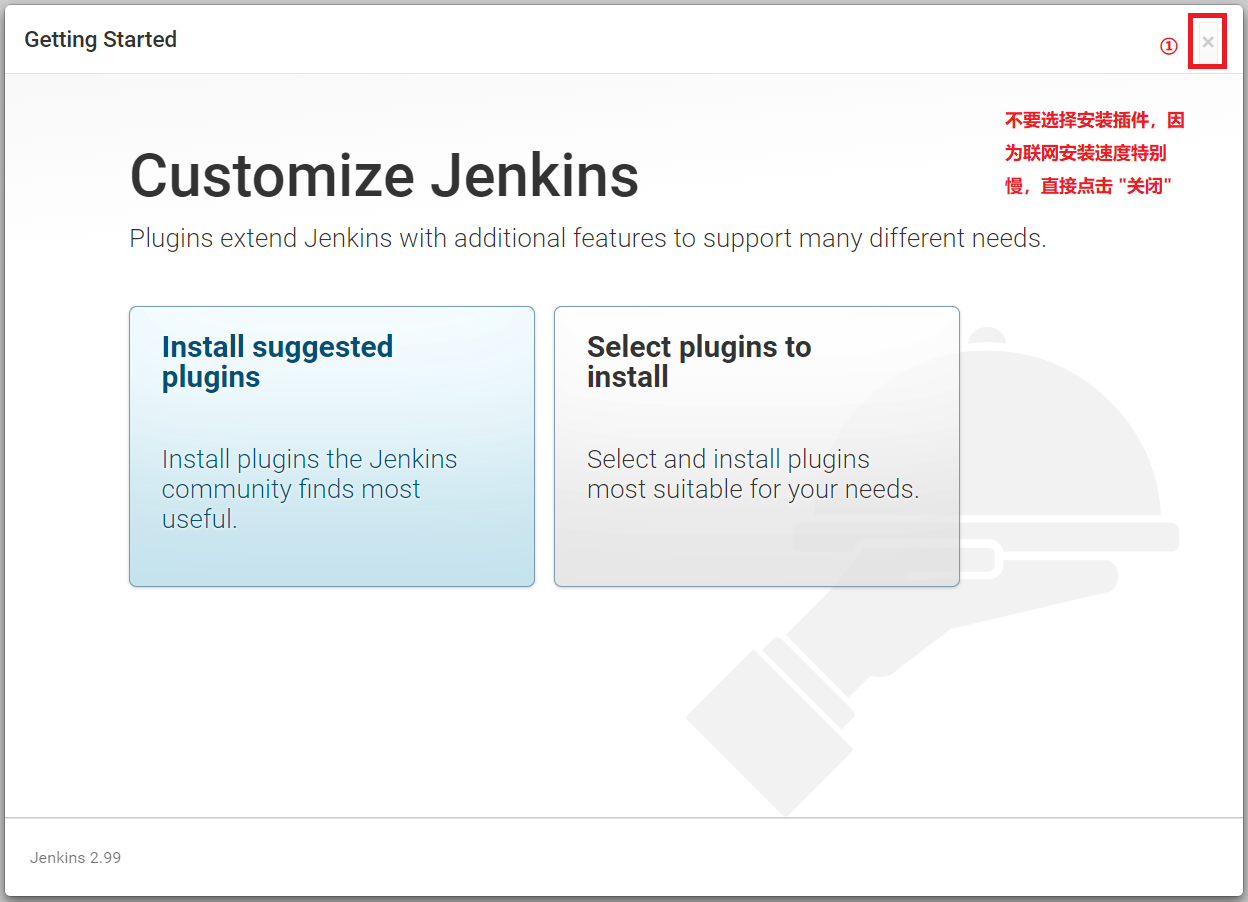 Getting Started
① ×
不要选择安装插件，因
为联网安装速度特别
慢，直接点击 "关闭"
Customize Jenkins
Plugins extend Jenkins with additional features to support many different needs.
Install suggested
plugins
Install plugins the Jenkins
community finds most
useful.
Select plugins to
install
Select and install plugins
most suitable for your needs.
Jenkins 2.99